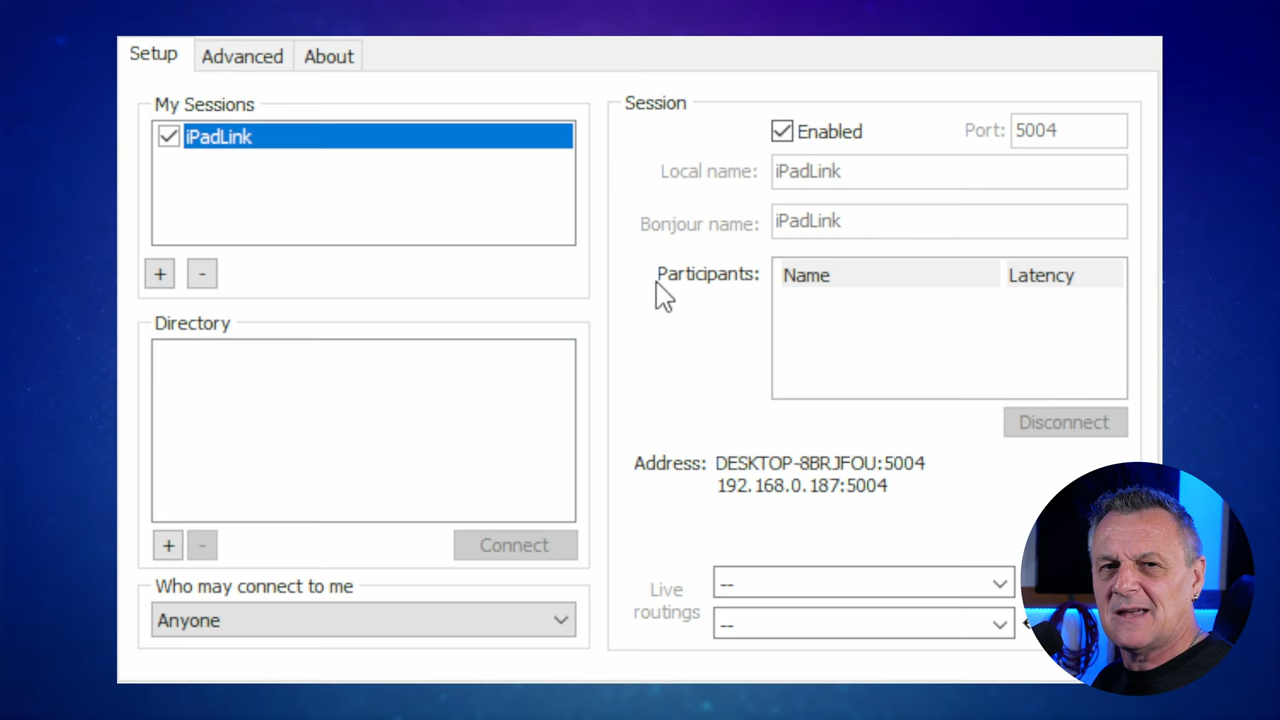 Setup
Advanced
About
My Sessions
iPadLink
+
-
Directory
+
-
Connect
Who may connect to me
Anyone
Session
Enabled
Port: 5004
Local name: iPadLink
Bonjour name: iPadLink
Participants:
Name
Latency
Disconnect
Address: DESKTOP-8BRJFOU:5004
192.168.0.187:5004
Live
routings
--
--